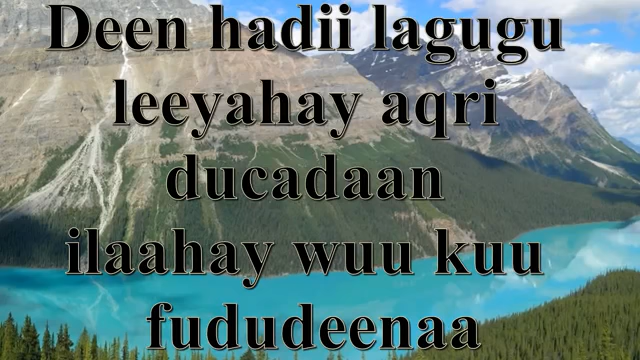 Deen hadii lagugu
leeyahay aqri
ducadaan
ilaahay wuu kuu
fududeenaa